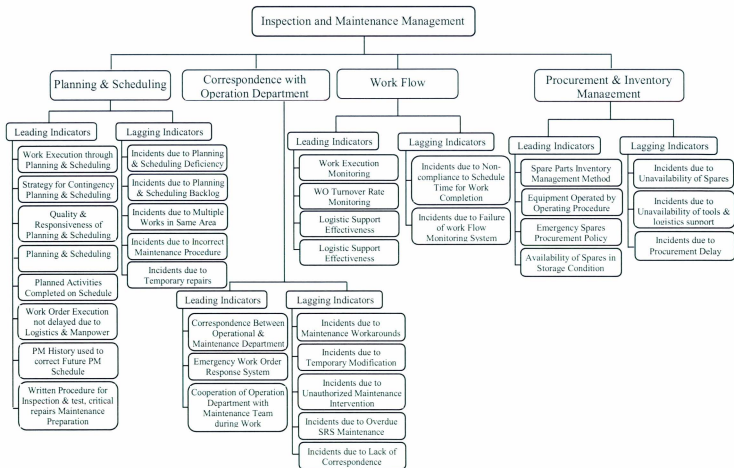 Inspection and Maintenance Management
Planning & Scheduling
Correspondence with
Operation Department
Work Flow
Procurement & Inventory
Management
Leading Indicators
Work Execution through
Planning & Scheduling
Strategy for Contingency
Planning & Scheduling
Quality &
Responsiveness of
Planning & Scheduling
Planning & Scheduling
Planned Activities
Completed on Schedule
Work Order Execution
not delayed due to
Logistics & Manpower
PM History used to
correct Future PM
Schedule
Written Procedure for
Inspection & test, critical
repairs Maintenance
Preparation
Lagging Indicators
Incidents due to Planning
& Scheduling Deficiency
Incidents due to Planning
& Scheduling Backlog
Incidents due to Multiple
Works in Same Area
Incidents due to Incorrect
Maintenance Procedure
Incidents due to
Temporary repairs
Leading Indicators
Correspondence Between
Operational &
Maintenance Department
Emergency Work Order
Response System
Cooperation of Operation
Department with
Maintenance Team
during Work
Lagging Indicators
Incidents due to
Maintenance Workarounds
Incidents due to
Temporary Modification
Incidents due to
Unauthorized Maintenance
Intervention
Incidents due to Overdue
SRS Maintenance
Incidents due to Lack of
Correspondence
Leading Indicators
Work Execution
Monitoring
WO Turnover Rate
Monitoring
Logistic Support
Effectiveness
Logistic Support
Effectiveness
Lagging Indicators
Incidents due to Non-
compliance to Schedule
Time for Work
Completion
Incidents due to Failure
of work Flow
Monitoring System
Leading Indicators
Spare Parts Inventory
Management Method
Equipment Operated by
Operating Procedure
Emergency Spares
Procurement Policy
Availability of Spares in
Storage Condition
Lagging Indicators
Incidents due to
Unavailability of Spares
Incidents due to
Unavailability of tools &
logistics support
Incidents due to
Procurement Delay